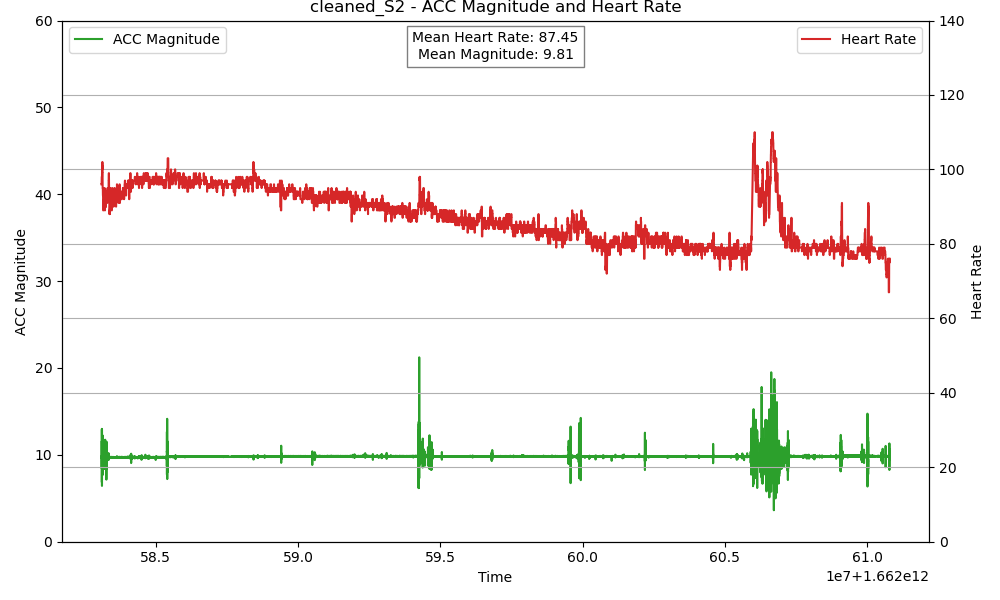 cleaned_S2 - ACC Magnitude and Heart Rate
ACC Magnitude
Mean Heart Rate: 87.45
Mean Magnitude: 9.81
Heart Rate
60
50
40
30
20
10
0
ACC Magnitude
140
120
100
80
60
40
20
0
Heart Rate
58.5 59.0 59.5 60.0 60.5 61.0
Time
1e7+1.662e12